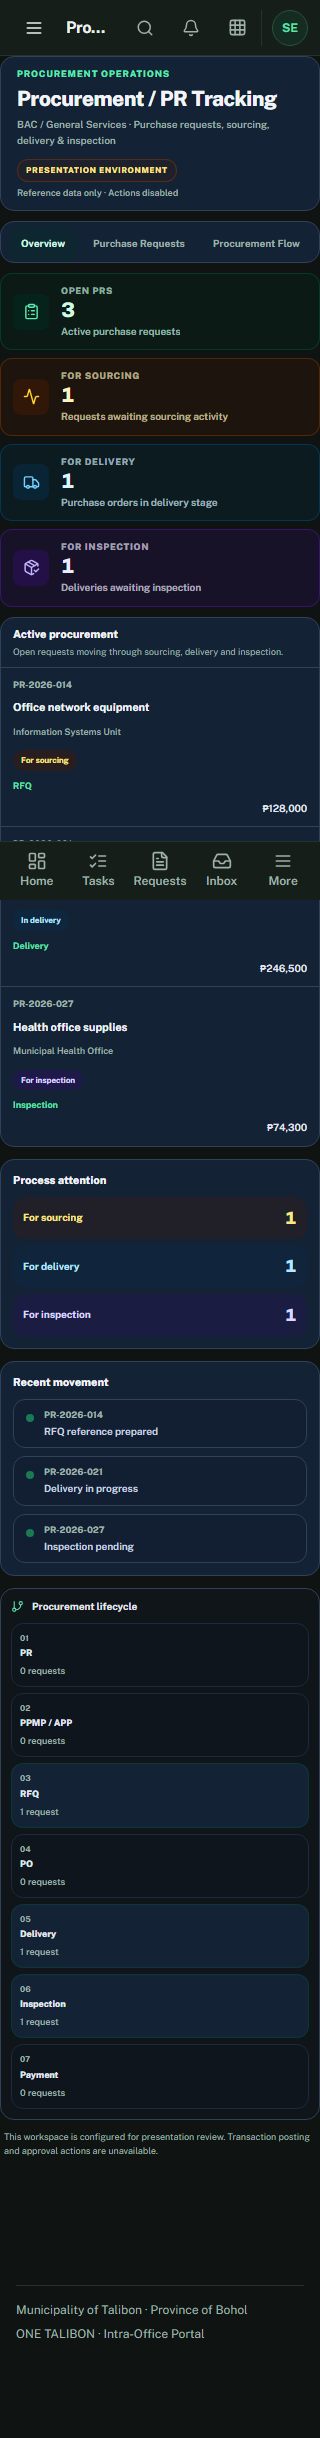 Pro...
SE
PROCUREMENT OPERATIONS
Procurement / PR Tracking
BAC / General Services · Purchase requests, sourcing,
delivery & inspection
PRESENTATION ENVIRONMENT
Reference data only · Actions disabled
Overview
Purchase Requests
Procurement Flow
OPEN PRS
3
Active purchase requests
FOR SOURCING
1
Requests awaiting sourcing activity
FOR DELIVERY
1
Purchase orders in delivery stage
FOR INSPECTION
1
Deliveries awaiting inspection
Active procurement
Open requests moving through sourcing, delivery and inspection.
PR-2026-014
Office network equipment
Information Systems Unit
For sourcing
RFQ
₱128,000
Home
Tasks
Requests
Inbox
More
In delivery
Delivery
₱246,500
PR-2026-027
Health office supplies
Municipal Health Office
For inspection
Inspection
₱74,300
Process attention
For sourcing
1
For delivery
1
For inspection
1
Recent movement
PR-2026-014
RFQ reference prepared
PR-2026-021
Delivery in progress
PR-2026-027
Inspection pending
Procurement lifecycle
01
PR
0 requests
02
PPMP / APP
0 requests
03
RFQ
1 request
04
PO
0 requests
05
Delivery
1 request
06
Inspection
1 request
07
Payment
0 requests
This workspace is configured for presentation review. Transaction posting
and approval actions are unavailable.
Municipality of Talibon · Province of Bohol
ONE TALIBON · Intra-Office Portal